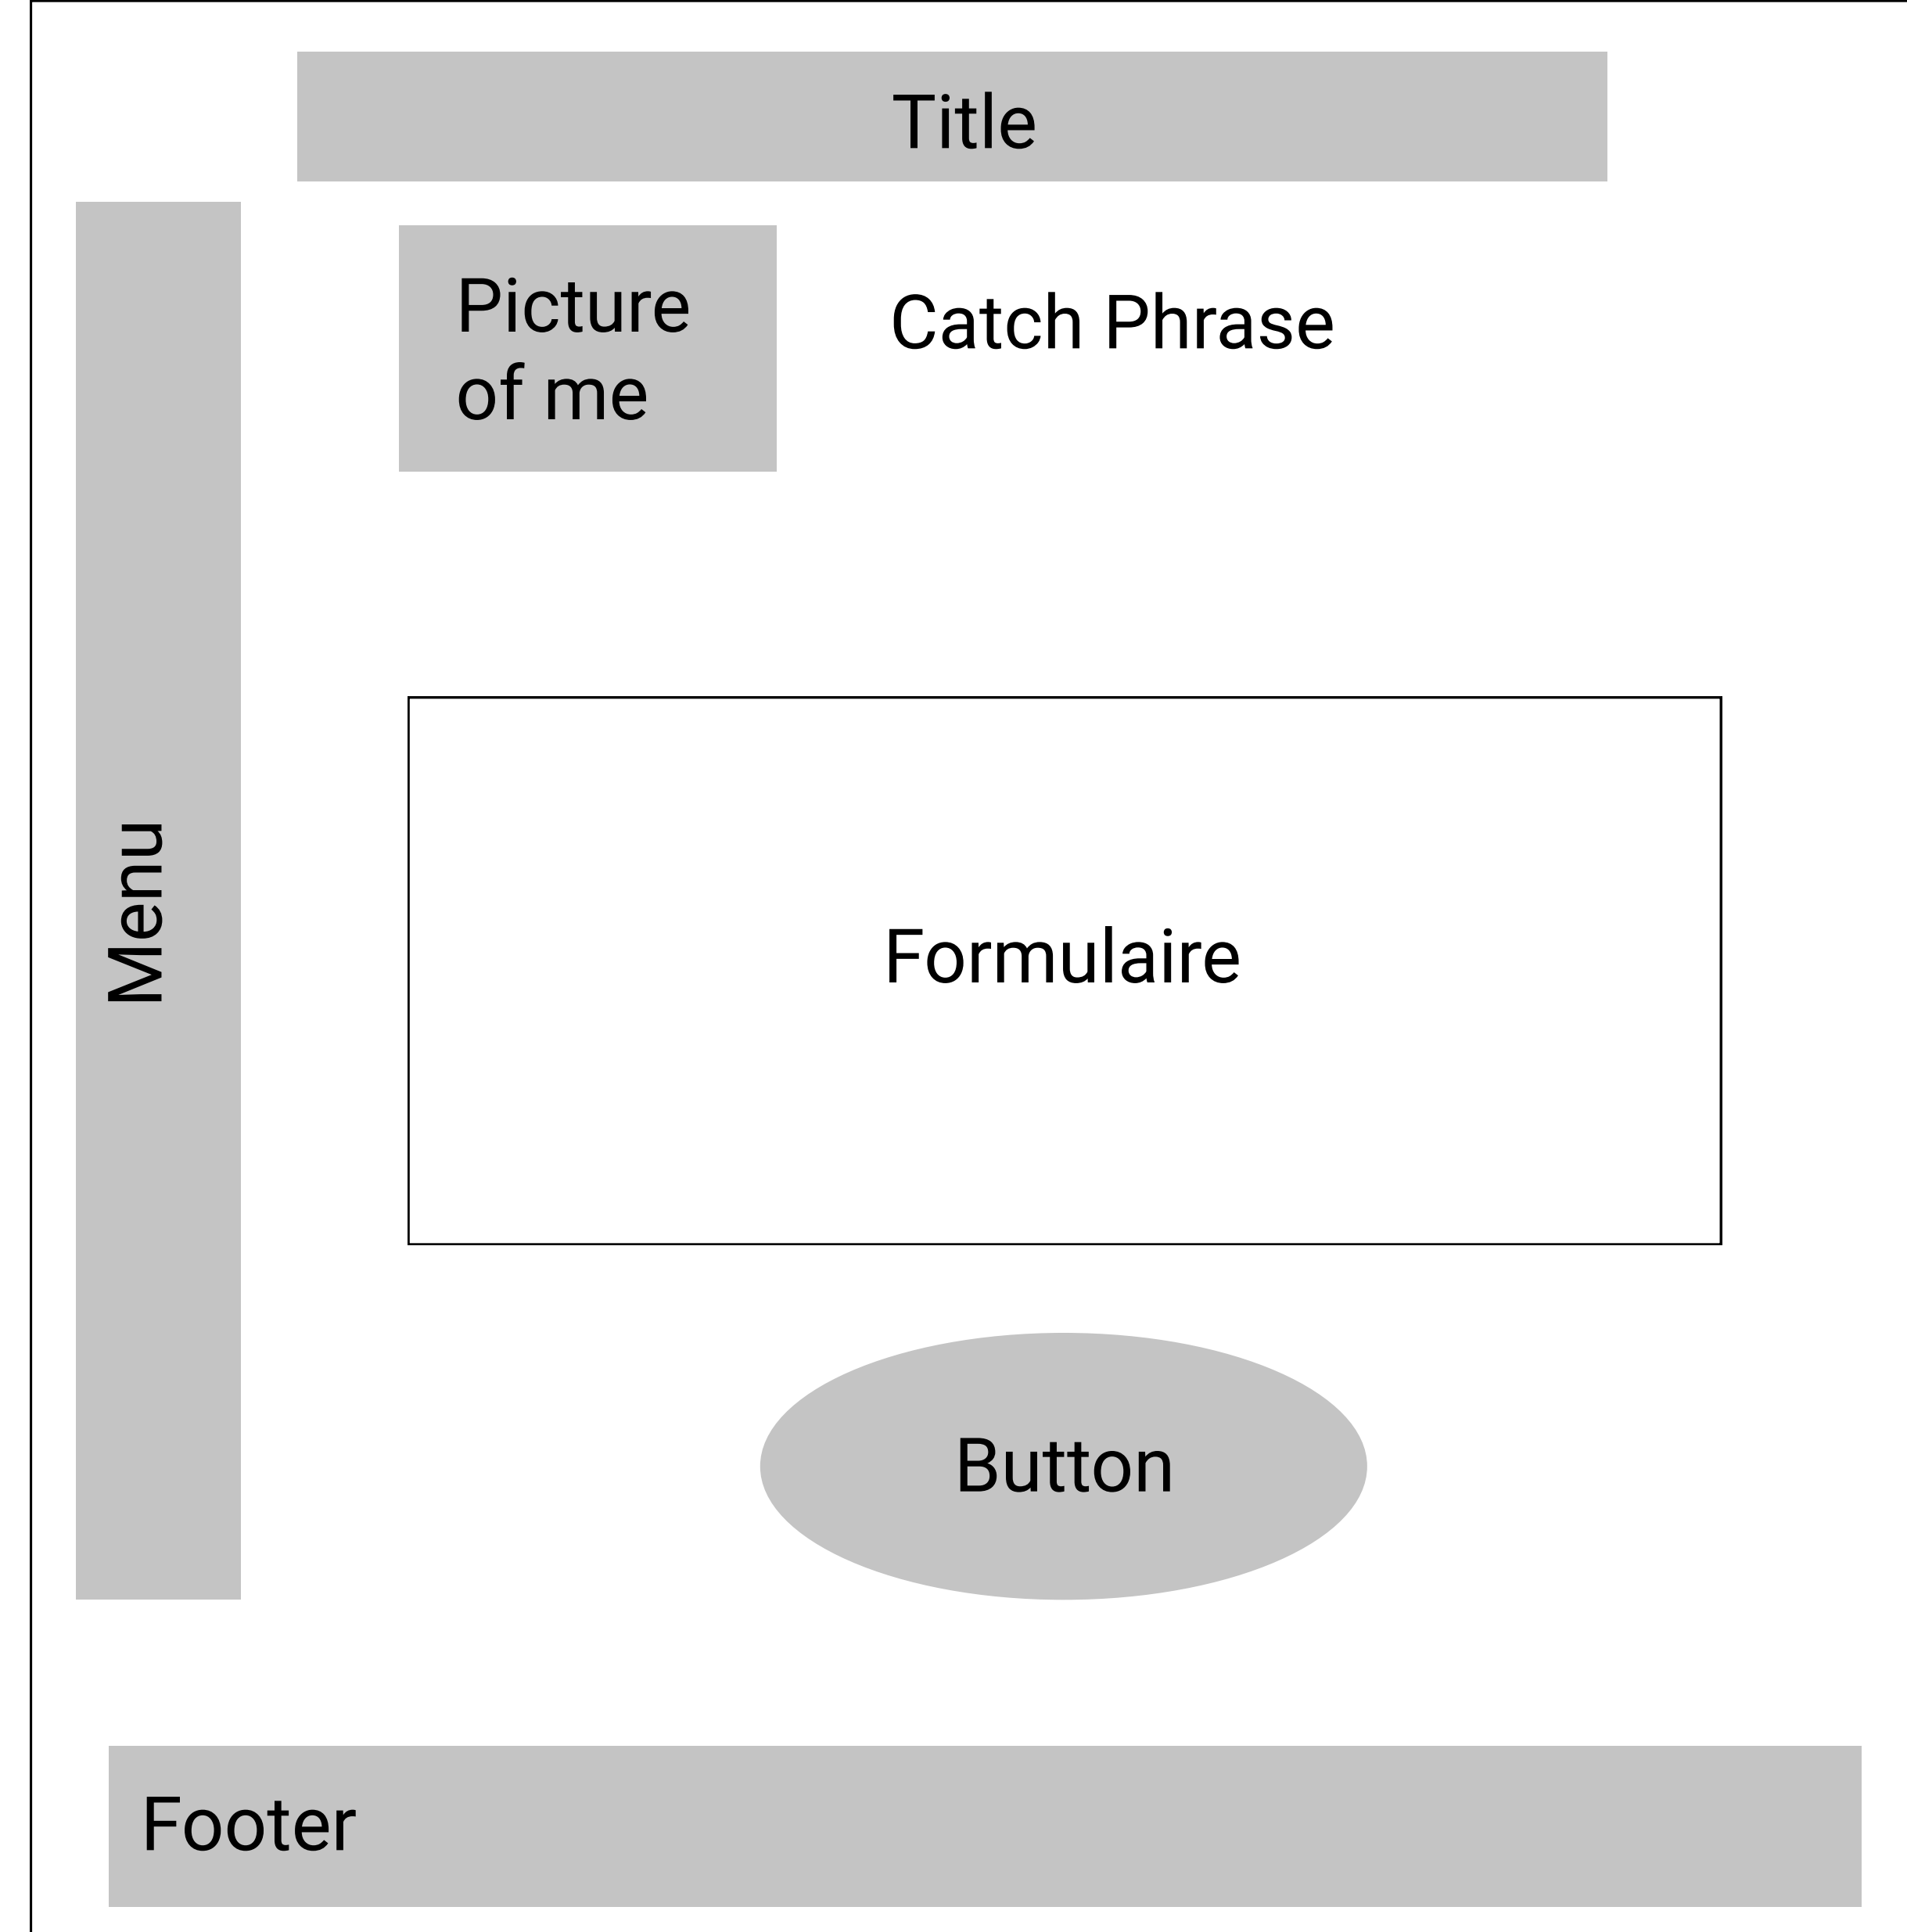 Title
Picture
of me
Catch Phrase
Menu
Formulaire
Button
Footer